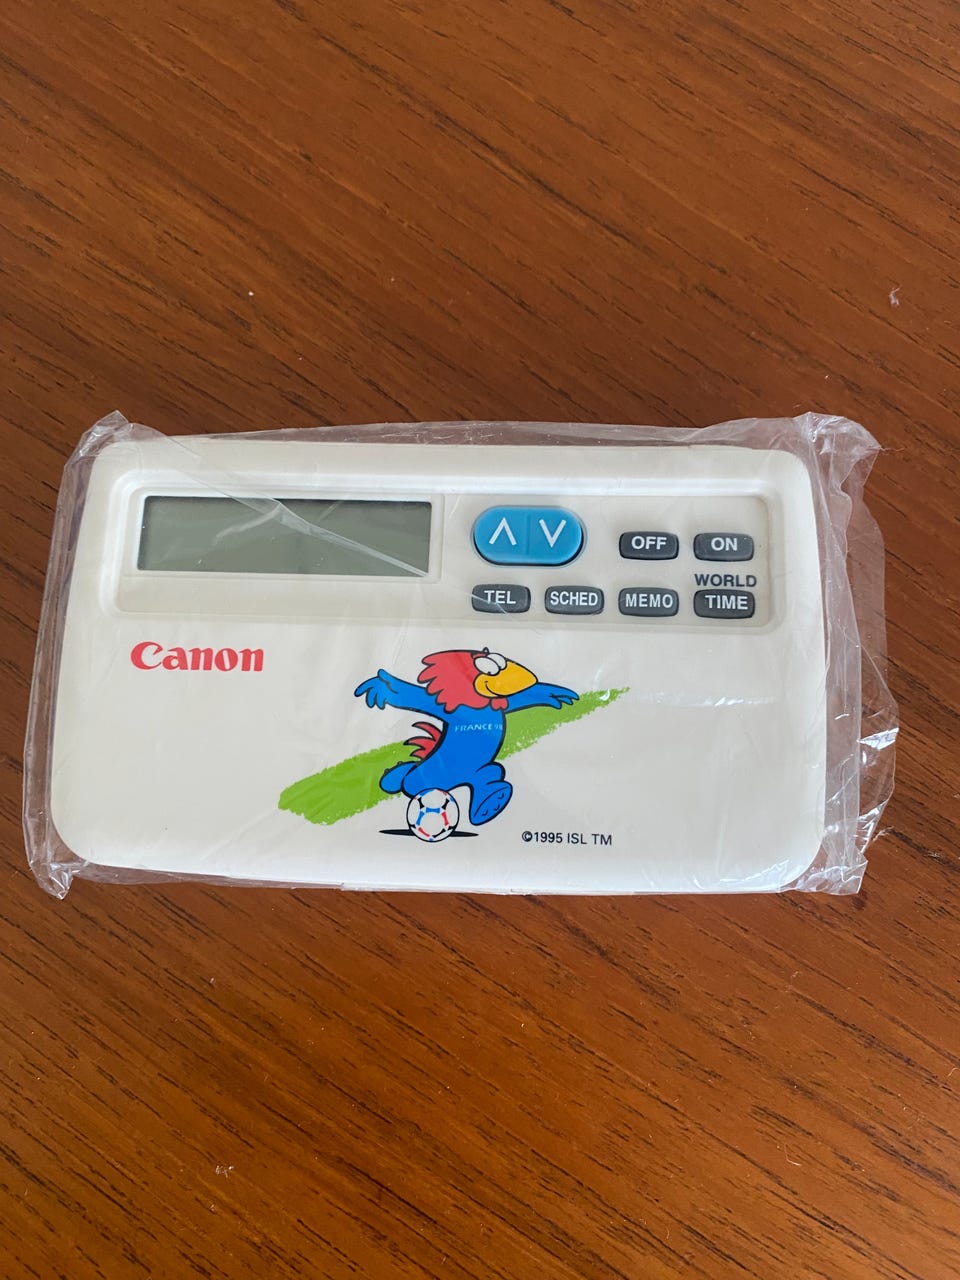 OFF ON
WORLD
TEL SCHED MEMO TIME
Canon
FRANCE 98
©1995 ISL TM